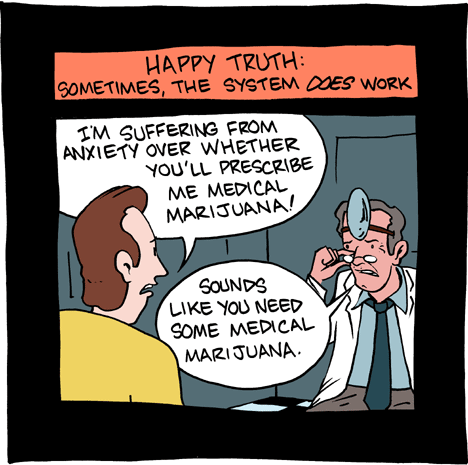 HAPPY TRUTH:
SOMETIMES, THE SYSTEM DOES WORK
I'M SUFFERING FROM
ANXIETY OVER WHETHER
YOU'LL PRESCRIBE
ME MEDICAL
MARIJUANA!
SOUNDS
LIKE YOU NEED
SOME MEDICAL
MARIJUANA.